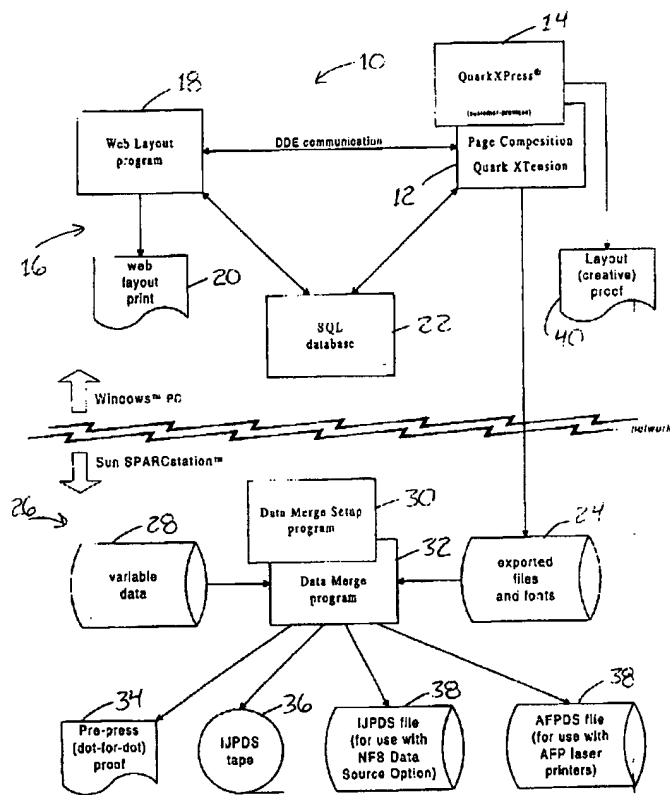 14
10
18
QuarkXPress®
(customer-premises)
Web Layout
program
DDE communication
Page Composition
Quark XTension
12
16
web
layout
print
20
Layout
(creative)
proof
40
SQL
database
22
Windows™ PC
network
Sun SPARCstation™
26
28
30
24
Data Merge Setup
program
32
variable
data
Data Merge
program
exported
files
and fonts
34
36
38
38
Pre-press
(dot-for-dot)
proof
IJPDS
tape
IJPDS file
(for use with
NFS Data
Source Option)
AFPDS file
(for use with
AFP laser
printers)